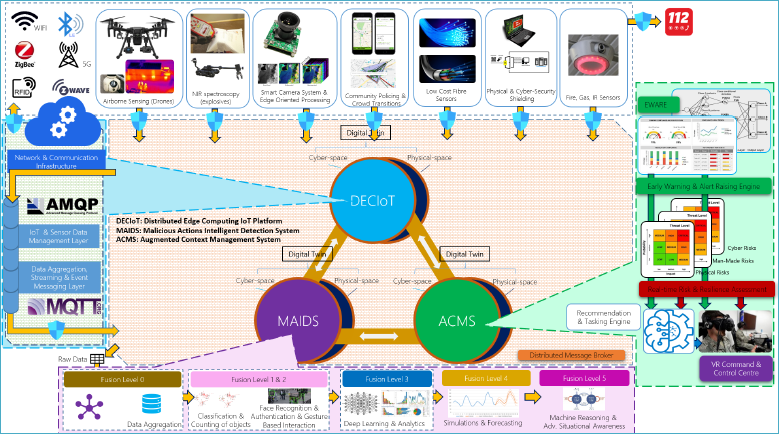 WIFI
ZigBee
5G
RFID
WAVE
Airborne Sensing (Drones)
NIR spectroscopy
(explosives)
Smart Camera System &
Edge Oriented Processing
Community Policing &
Crowd Transitions
Low Cost Fibre
Sensors
Physical & Cyber-Security
Shielding
Fire, Gas, IR Sensors
112
Network & Communication
Infrastructure
AMQP
Advanced Message Queuing Protocol
IoT & Sensor Data
Management Layer
Data Aggregation,
Streaming & Event
Messaging Layer
MQTT
.ORG
Raw Data
Digital Twin
Cyber-space
Physical-space
DECIoT
DECIoT: Distributed Edge Computing IoT Platform
MAIDS: Malicious Actions Intelligent Detection System
ACMS: Augmented Context Management System
Digital Twin
Cyber-space
Physical-space
MAIDS
Digital Twin
Cyber-space
Physical-space
ACMS
EWARE
Early Warning & Alert Raising Engine
Threat Level
Threat Level
Threat Level
Cyber Risks
Man-Made Risks
Physical Risks
Real-time Risk & Resilience Assessment
Recommendation
& Tasking Engine
VR Command &
Control Centre
Distributed Message Broker
Fusion Level 0
Data Aggregation
Fusion Level 1 & 2
Classification &
Counting of objects
Face Recognition &
Authentication & Gesture
Based Interaction
Fusion Level 3
Deep Learning & Analytics
Fusion Level 4
Simulations & Forecasting
Fusion Level 5
Machine Reasoning &
Adv. Situational Awareness